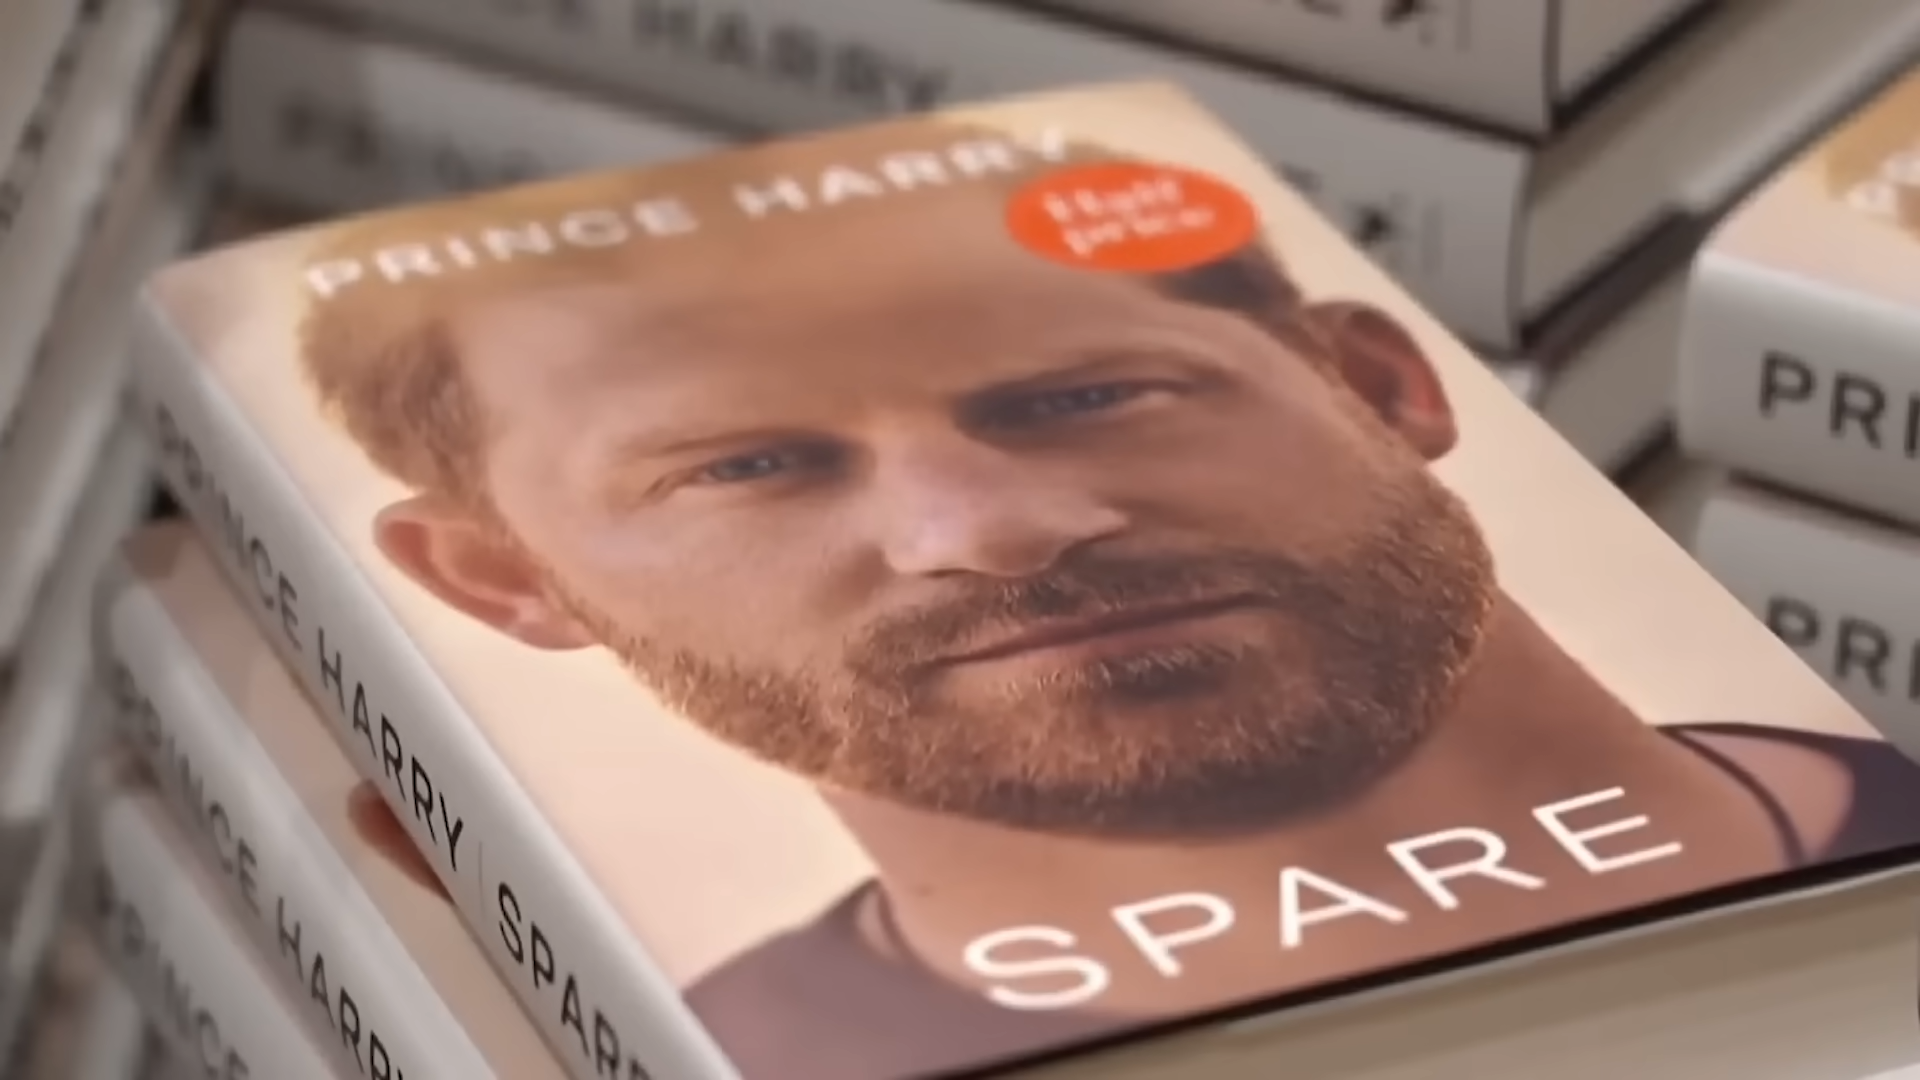 HARRY
PRINCE HARRY
Half
price
SPARE
PRINCE HARRY | SPARE
PRINCE HARRY
PRINCE
PRI
PRI